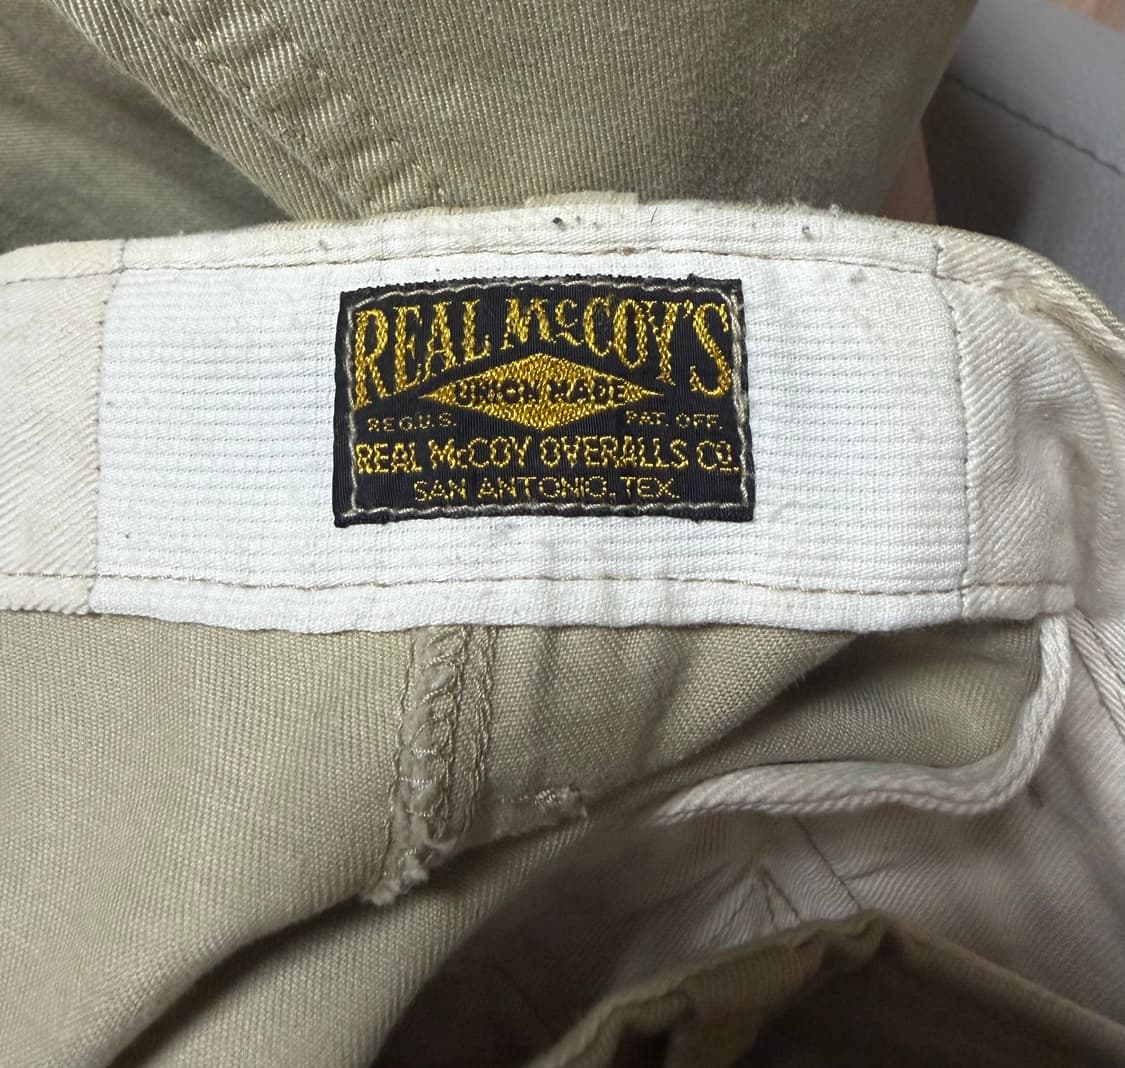 REAL McCOY'S
UNION MADE
REG.U.S. PAT. OFF.
REAL McCOY OVERALLS Co.
SAN ANTONIO, TEX.